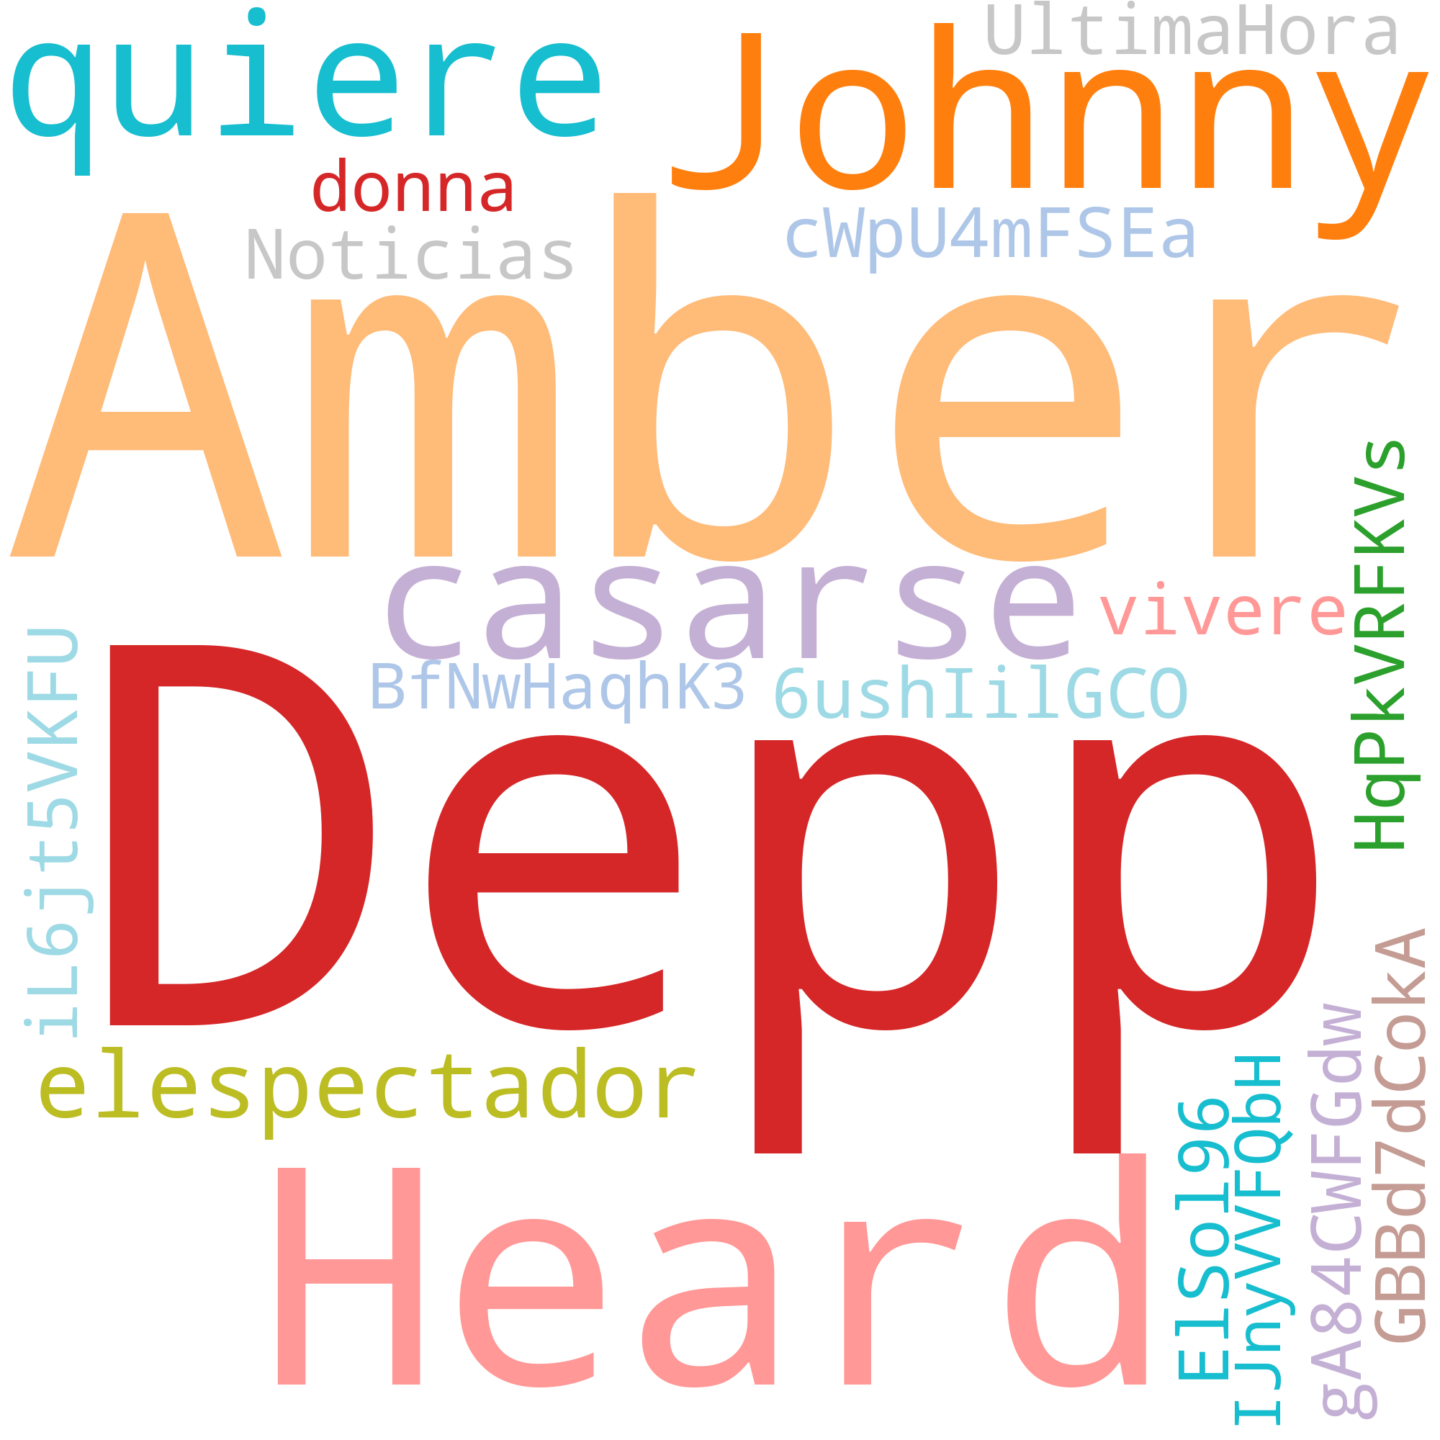 UltimaHora
quiere
Johnny
donna
cWpU4mFSEa
Noticias
Amber
HqPkVRFKVs
casarse
vivere
BfNwHaqhK3
6ushIilGCO
iL6jt5VKFU
Depp
GBBd7dCokA
elespectador
gA84CWFGdw
IJnyVVFQbH
ElSol96
Heard